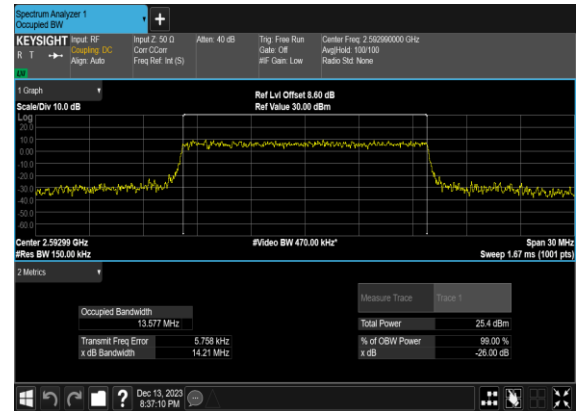 Spectrum Analyzer 1
Occupied BW
+
KEYSIGHT Input: RF Input Z: 50 Ω Atten: 40 dB Trig: Free Run Center Freq: 2.592990000 GHz
R T Coupling: DC Corr CCorr Gate: Off Avg|Hold: 100/100
Align: Auto Freq Ref: Int (S) #IF Gain: Low Radio Std: None
1 Graph
Scale/Div 10.0 dB Ref Lvl Offset 8.60 dB
Ref Value 30.00 dBm
Log
20.0
10.0
0.00
-10.0
-20.0
-30.0
-40.0
-50.0
-60.0
Center 2.59299 GHz #Video BW 470.00 kHz* Span 30 MHz
#Res BW 150.00 kHz Sweep 1.67 ms (1001 pts)
2 Metrics
Measure Trace Trace 1
Occupied Bandwidth
13.577 MHz Total Power 25.4 dBm
Transmit Freq Error 5.758 kHz % of OBW Power 99.00 %
x dB Bandwidth 14.21 MHz x dB -26.00 dB
? Dec 13, 2023
8:37:10 PM